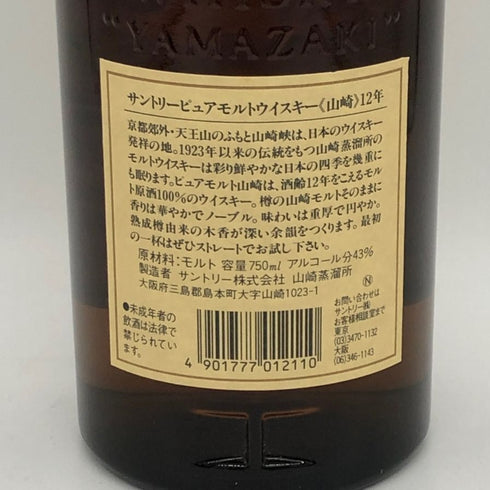 "YAMAZAKI"
サントリーピュアモルトウイスキー《山崎》12年
京都郊外・天王山のふもと山崎峡は、日本のウイスキー
発祥の地。1923年以来の伝統をもつ山崎蒸溜所の
モルトウイスキーは彩り鮮やかな日本の四季を幾重に
も眠ります。ピュアモルト山崎は、酒齢12年をこえるモル
ト原酒100%のウイスキー。樽の山崎モルトそのままに
香りは華やかでノーブル。味わいは重厚で円やか。
熟成樽由来の木香が深い余韻をつくります。最初
の一杯はぜひストレートでお試し下さい。
原材料:モルト 容量750ml アルコール分43%
製造者 サントリー株式会社 山崎蒸溜所
大阪府三島郡島本町大字山崎1023-1
●未成年者の
飲酒は法律で
禁じられてい
ます。
4 901777 012110
Ⓝ
お問い合わせは
サントリー㈱
お客様相談室まで
東京
(03)3470-1132
大阪
(06)346-1143